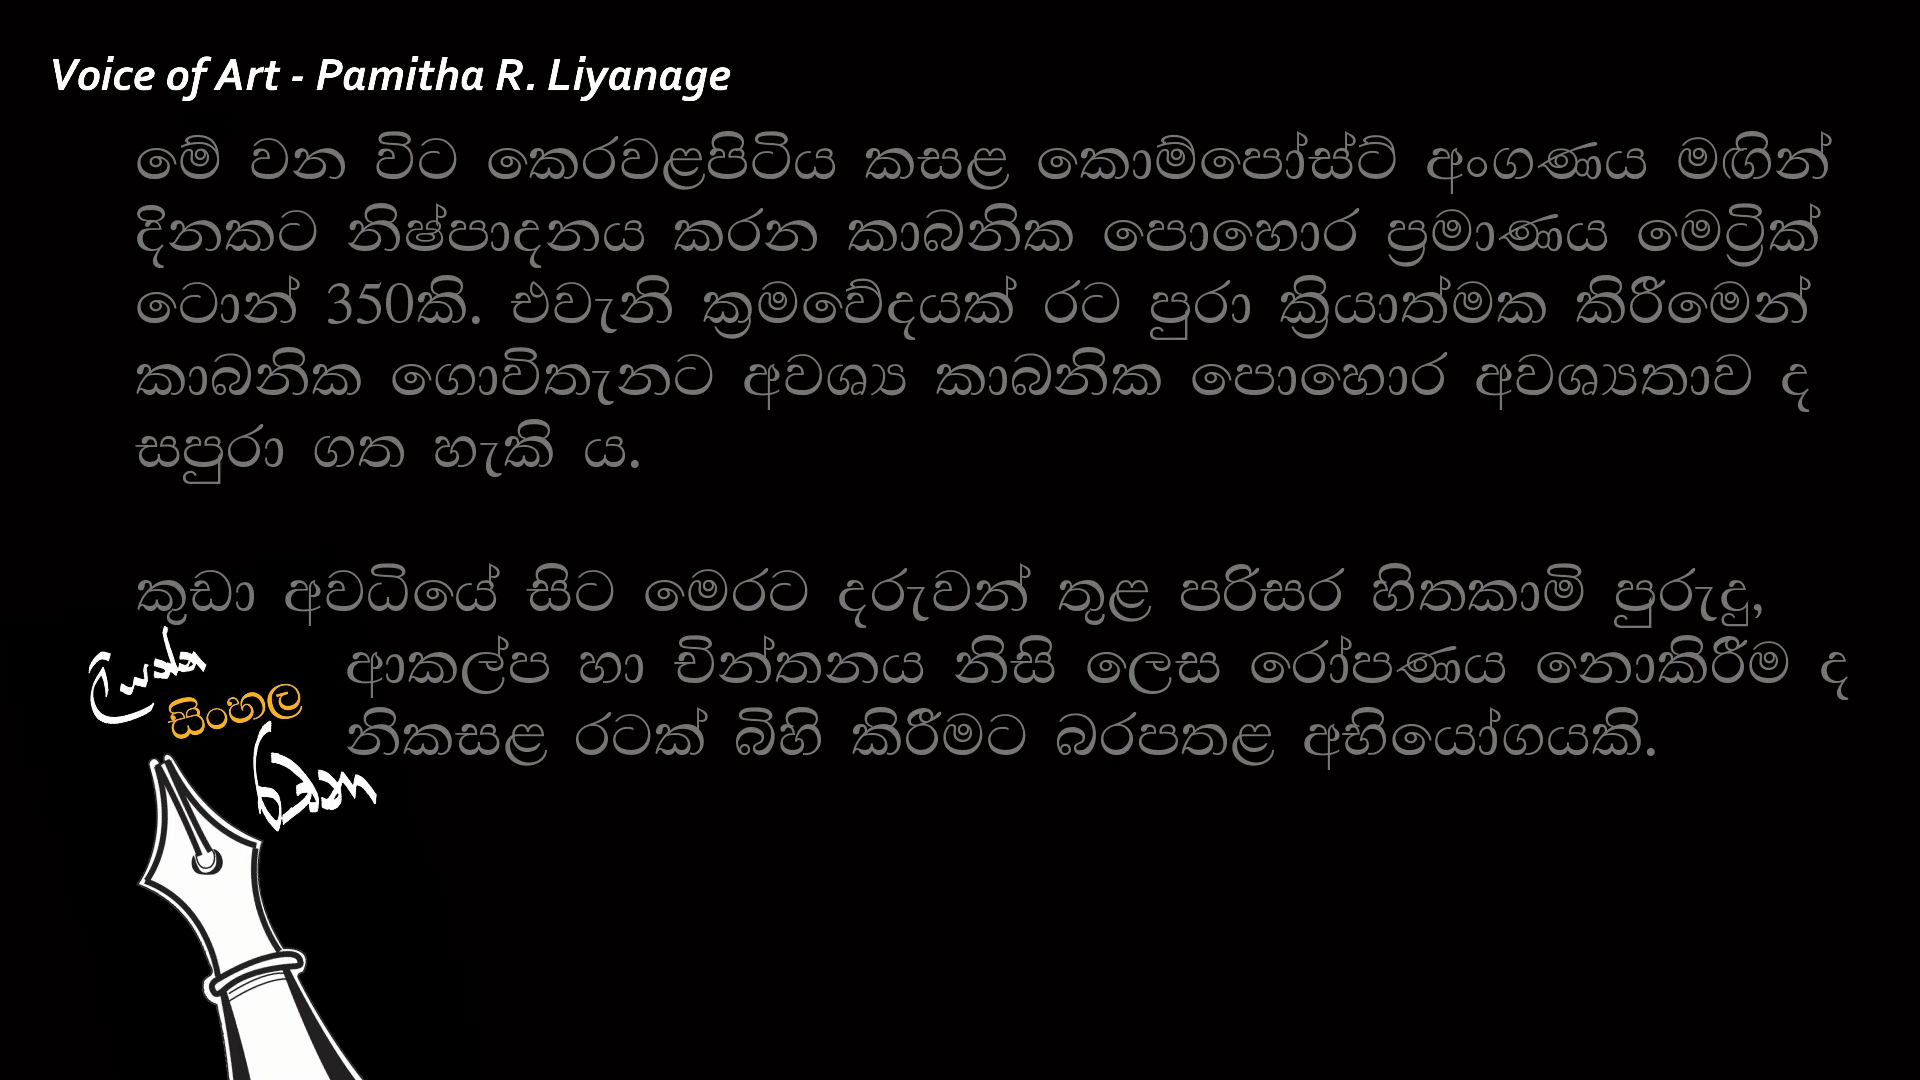 Voice of Art - Pamitha R. Liyanage
මේ වන විට කෙරවළපිටිය කසළ කොම්පෝස්ට් අංගණය මඟින්
දිනකට නිෂ්පාදනය කරන කාබනික පොහොර ප්‍රමාණය මෙට්‍රික්
ටොන් 350කි. එවැනි ක්‍රමවේදයක් රට පුරා ක්‍රියාත්මක කිරීමෙන්
කාබනික ගොවිතැනට අවශ්‍ය කාබනික පොහොර අවශ්‍යතාව ද
සපුරා ගත හැකි ය.
කුඩා අවධියේ සිට මෙරට දරුවන් තුළ පරිසර හිතකාමි පුරුදු,
ආකල්ප හා චින්තනය නිසි ලෙස රෝපණය නොකිරීම ද
නිකසළ රටක් බිහි කිරීමට බරපතළ අභියෝගයකි.
ලියන්න
සිංහල
රචනා